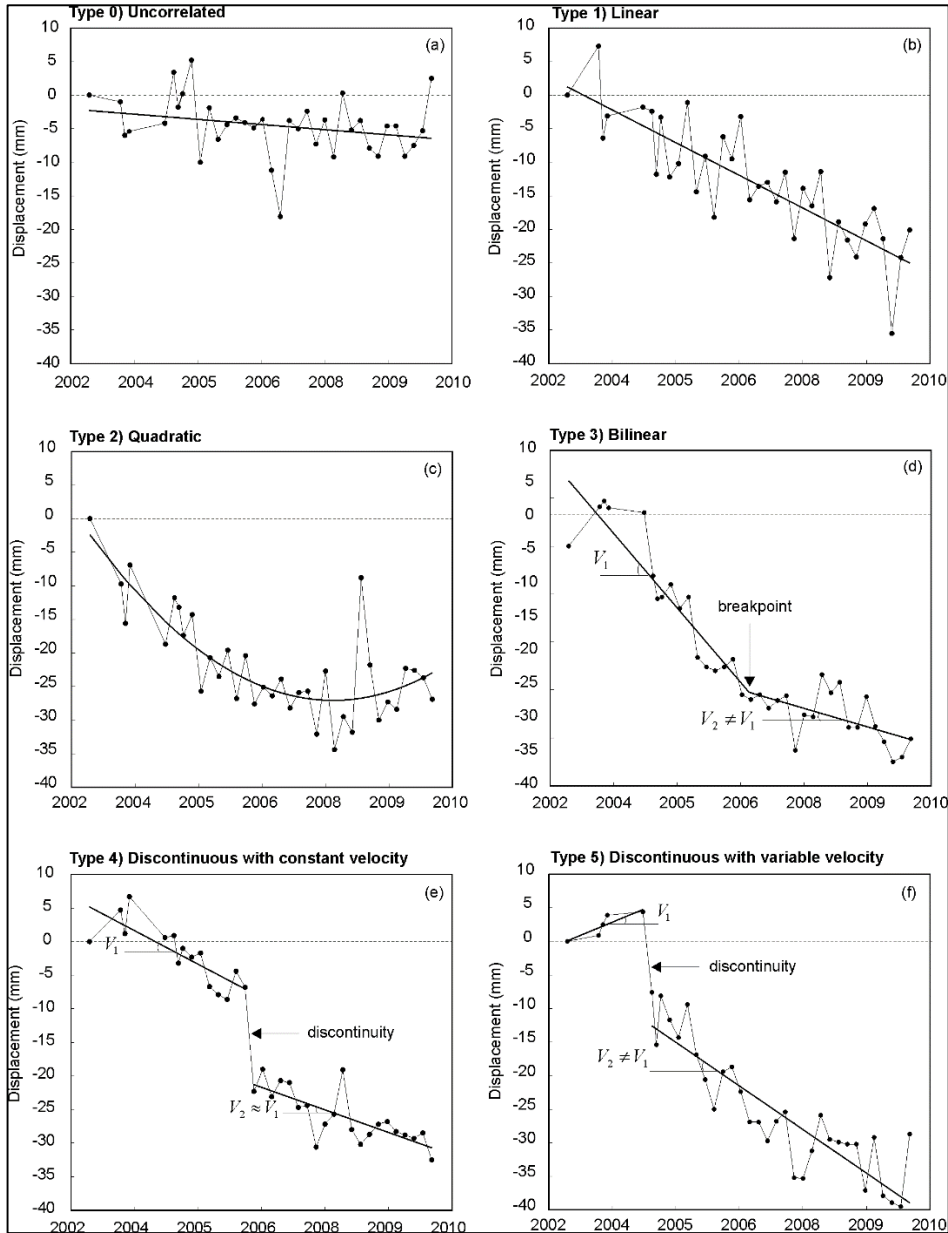 Type 0) Uncorrelated
(a)
Displacement (mm)
10
5
0
-5
-10
-15
-20
-25
-30
-35
-40
2002 2004 2005 2006 2008 2009 2010
Type 1) Linear
(b)
Displacement (mm)
10
5
0
-5
-10
-15
-20
-25
-30
-35
-40
2002 2004 2005 2006 2008 2009 2010
Type 2) Quadratic
(c)
Displacement (mm)
10
5
0
-5
-10
-15
-20
-25
-30
-35
-40
2002 2004 2005 2006 2008 2009 2010
Type 3) Bilinear
(d)
Displacement (mm)
10
5
0
-5
-10
-15
-20
-25
-30
-35
-40
V1
breakpoint
V2 ≠ V1
2002 2004 2005 2006 2008 2009 2010
Type 4) Discontinuous with constant velocity
(e)
Displacement (mm)
10
5
0
-5
-10
-15
-20
-25
-30
-35
-40
V1
discontinuity
V2 ≈ V1
2002 2004 2005 2006 2008 2009 2010
Type 5) Discontinuous with variable velocity
(f)
Displacement (mm)
10
5
0
-5
-10
-15
-20
-25
-30
-35
-40
V1
discontinuity
V2 ≠ V1
2002 2004 2005 2006 2008 2009 2010